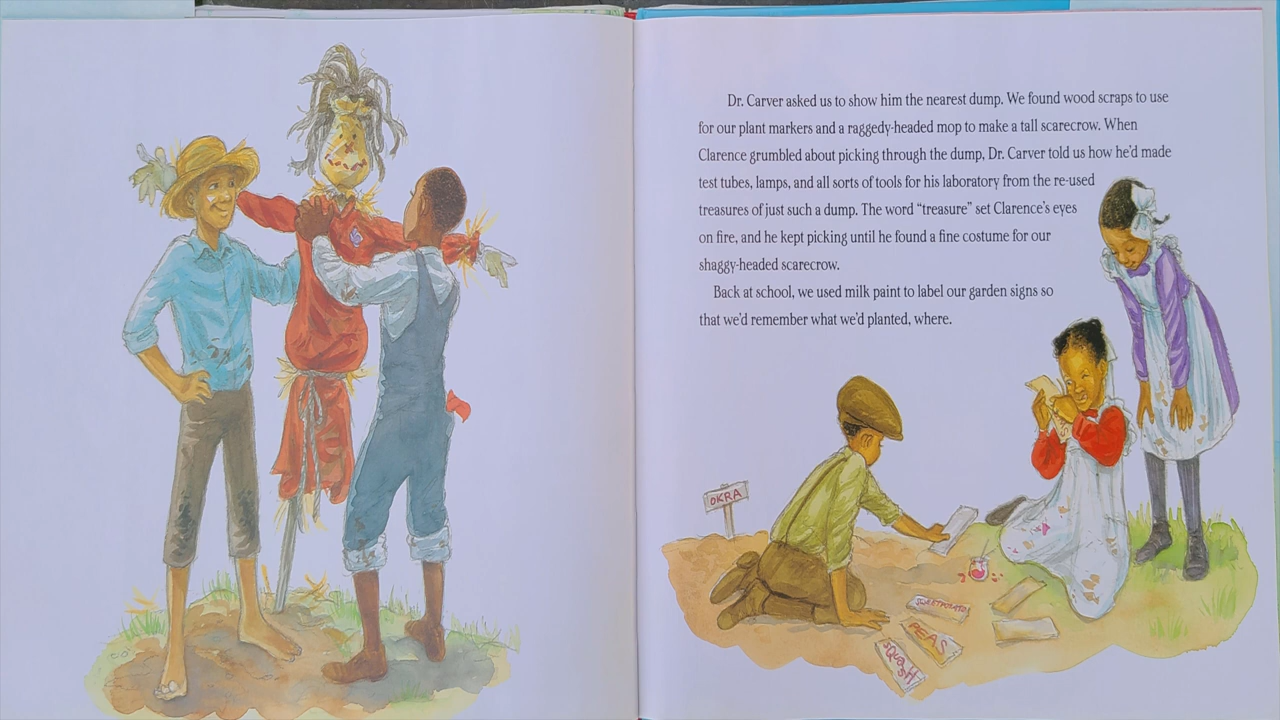 Dr. Carver asked us to show him the nearest dump. We found wood scraps to use
for our plant markers and a raggedy-headed mop to make a tall scarecrow. When
Clarence grumbled about picking through the dump, Dr. Carver told us how he'd made
test tubes, lamps, and all sorts of tools for his laboratory from the re-used
treasures of just such a dump. The word “treasure” set Clarence's eyes
on fire, and he kept picking until he found a fine costume for our
shaggy-headed scarecrow.
Back at school, we used milk paint to label our garden signs so
that we'd remember what we'd planted, where.
OKRA
SWEETPOTATO
PEAS
SQUASH